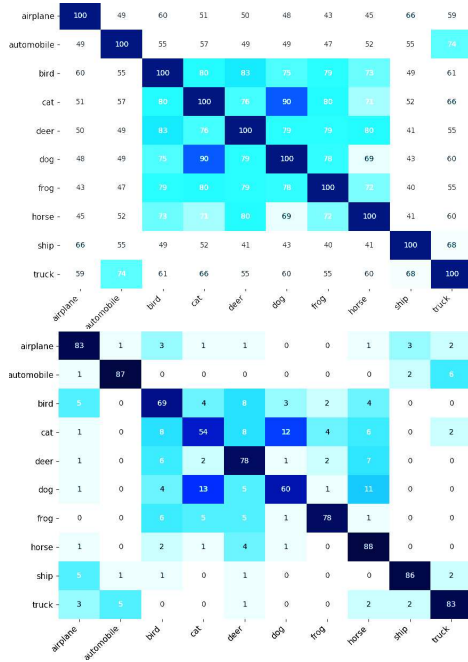 airplane 100 49 60 51 50 48 43 45 66 59
automobile 49 100 55 57 49 49 47 52 55 74
bird 60 55 100 80 83 75 79 73 49 61
cat 51 57 80 100 76 90 80 71 52 66
deer 50 49 83 76 100 79 79 80 41 55
dog 48 49 75 90 79 100 78 69 43 60
frog 43 47 79 80 79 78 100 72 40 55
horse 45 52 73 71 80 69 72 100 41 60
ship 66 55 49 52 41 43 40 41 100 68
truck 59 74 61 66 55 60 55 60 68 100
airplane automobile bird cat deer dog frog horse ship truck
airplane 83 1 3 1 1 0 0 1 3 2
automobile 1 87 0 0 0 0 0 0 2 6
bird 5 0 69 4 8 3 2 4 0 0
cat 1 0 8 54 8 12 4 6 0 2
deer 1 0 6 2 78 1 2 7 0 0
dog 1 0 4 13 5 60 1 11 0 0
frog 0 0 6 5 5 1 78 1 0 0
horse 1 0 2 1 4 1 0 88 0 0
ship 5 1 1 0 1 0 0 0 86 2
truck 3 5 0 0 1 0 0 2 2 83
airplane automobile bird cat deer dog frog horse ship truck